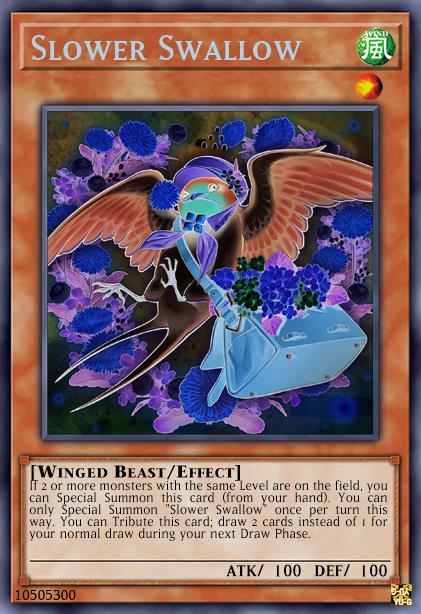 Slower Swallow
WIND
風
[Winged Beast/Effect]
If 2 or more monsters with the same Level are on the field, you
can Special Summon this card (from your hand). You can
only Special Summon "Slower Swallow" once per turn this
way. You can Tribute this card; draw 2 cards instead of 1 for
your normal draw during your next Draw Phase.
ATK/ 100 DEF/ 100
10505300